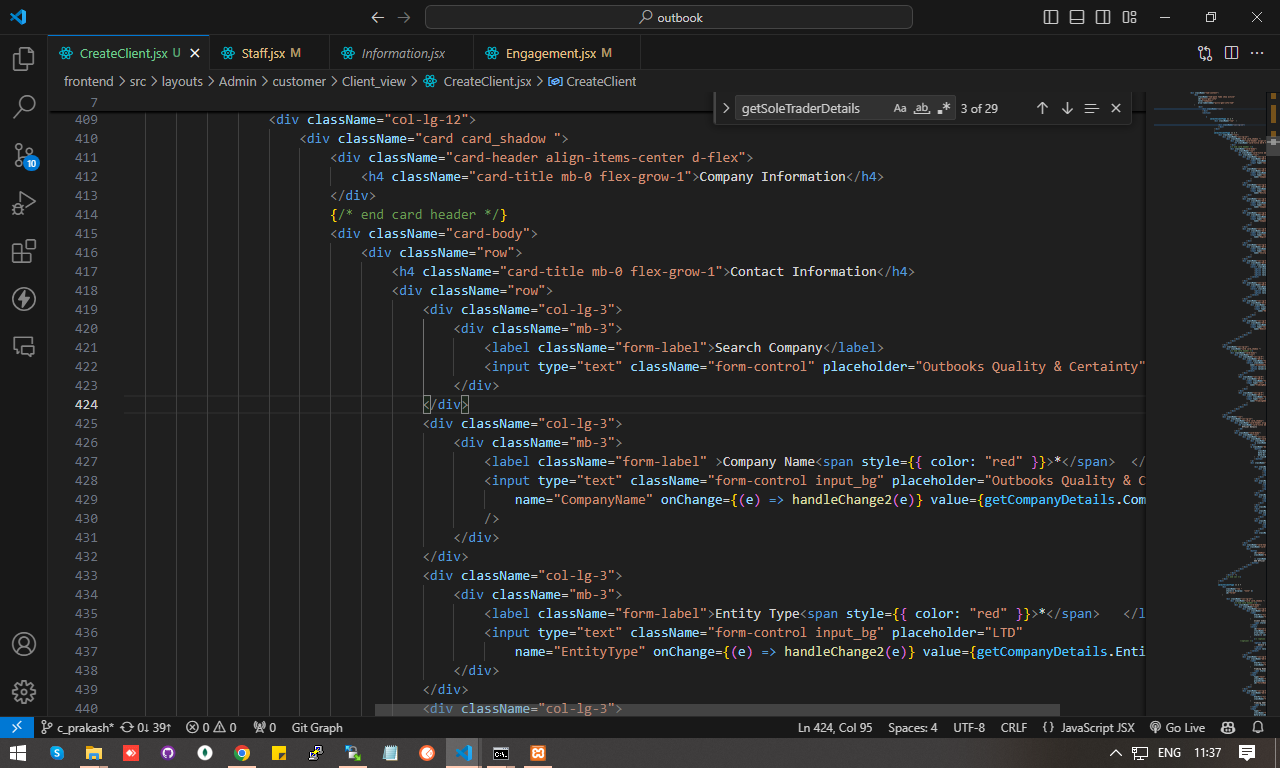 outbook
CreateClient.jsx U
Staff.jsx M
Information.jsx
Engagement.jsx M
frontend > src > layouts > Admin > customer > Client_view > CreateClient.jsx > CreateClient
7
getSoleTraderDetails Aa ab .* 3 of 29
409 <div className="col-lg-12">
410 <div className="card card_shadow ">
411 <div className="card-header align-items-center d-flex">
412 <h4 className="card-title mb-0 flex-grow-1">Company Information</h4>
413 </div>
414 {/* end card header */}
415 <div className="card-body">
416 <div className="row">
417 <h4 className="card-title mb-0 flex-grow-1">Contact Information</h4>
418 <div className="row">
419 <div className="col-lg-3">
420 <div className="mb-3">
421 <label className="form-label">Search Company</label>
422 <input type="text" className="form-control" placeholder="Outbooks Quality & Certainty"
423 </div>
424 </div>
425 <div className="col-lg-3">
426 <div className="mb-3">
427 <label className="form-label" >Company Name<span style={{ color: "red" }}>*</span> </
428 <input type="text" className="form-control input_bg" placeholder="Outbooks Quality & C
429 name="CompanyName" onChange={(e) => handleChange2(e)} value={getCompanyDetails.Com
430 />
431 </div>
432 </div>
433 <div className="col-lg-3">
434 <div className="mb-3">
435 <label className="form-label">Entity Type<span style={{ color: "red" }}>*</span> </l
436 <input type="text" className="form-control input_bg" placeholder="LTD"
437 name="EntityType" onChange={(e) => handleChange2(e)} value={getCompanyDetails.Enti
438 </div>
439 </div>
440 <div className="col-lg-3">
10
c_prakash* 0↓ 39↑ 0 0 0 Git Graph Ln 424, Col 95 Spaces: 4 UTF-8 CRLF {} JavaScript JSX Go Live
ENG 11:37